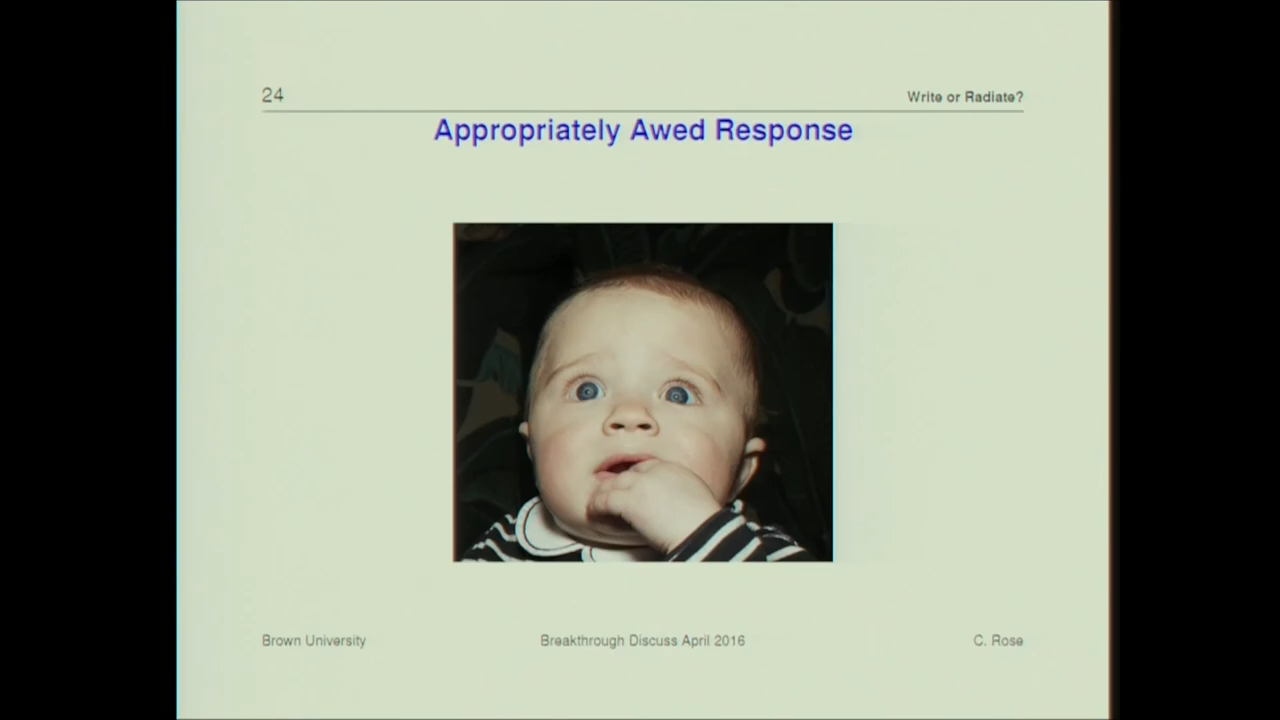 24
Write or Radiate?
Appropriately Awed Response
Brown University
Breakthrough Discuss April 2016
C. Rose